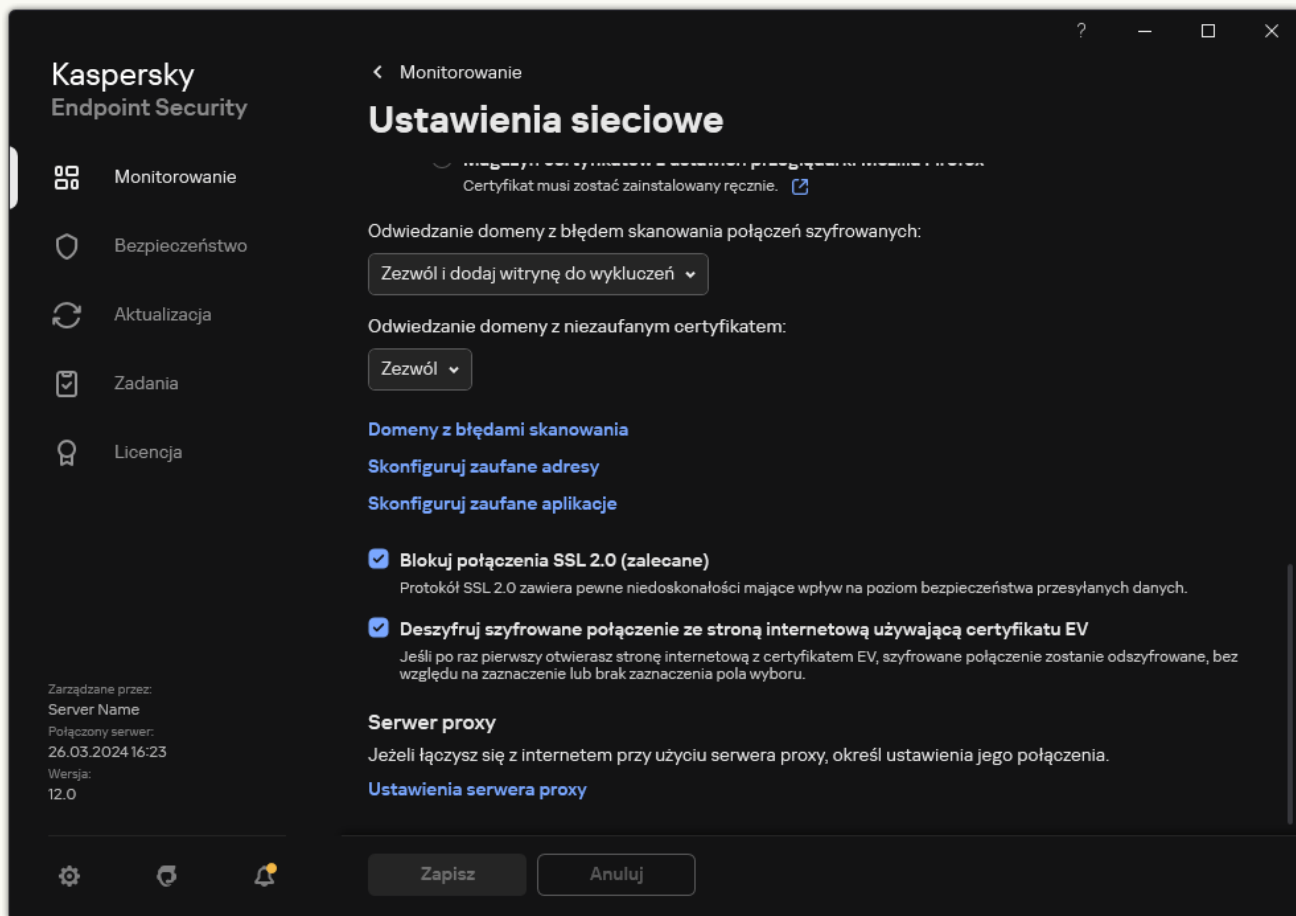 ?
Kaspersky
Endpoint Security
Monitorowanie
Bezpieczeństwo
Aktualizacja
Zadania
Licencja
Zarządzane przez:
Server Name
Połączony serwer:
26.03.2024 16:23
Wersja:
12.0
Monitorowanie
Ustawienia sieciowe
Magazyn certyfikatów z ustawień przeglądarki Mozilla Firefox
Certyfikat musi zostać zainstalowany ręcznie.
Odwiedzanie domeny z błędem skanowania połączeń szyfrowanych:
Zezwól i dodaj witrynę do wykluczeń
Odwiedzanie domeny z niezaufanym certyfikatem:
Zezwól
Domeny z błędami skanowania
Skonfiguruj zaufane adresy
Skonfiguruj zaufane aplikacje
Blokuj połączenia SSL 2.0 (zalecane)
Protokół SSL 2.0 zawiera pewne niedoskonałości mające wpływ na poziom bezpieczeństwa przesyłanych danych.
Deszyfruj szyfrowane połączenie ze stroną internetową używającą certyfikatu EV
Jeśli po raz pierwszy otwierasz stronę internetową z certyfikatem EV, szyfrowane połączenie zostanie odszyfrowane, bez
względu na zaznaczenie lub brak zaznaczenia pola wyboru.
Serwer proxy
Jeżeli łączysz się z internetem przy użyciu serwera proxy, określ ustawienia jego połączenia.
Ustawienia serwera proxy
Zapisz
Anuluj